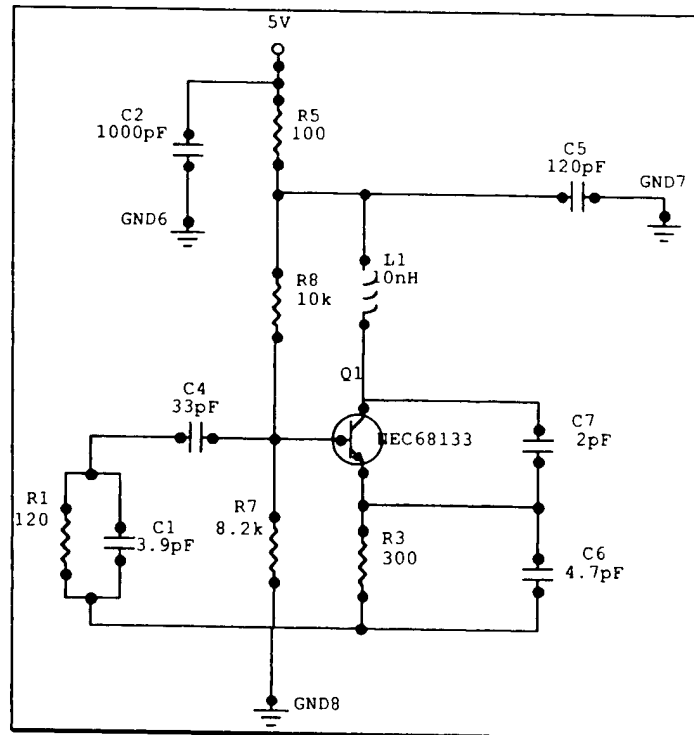 5V
C2
1000pF
R5
100
C5
120pF
GND7
GND6
L1
10nH
R8
10k
Q1
C4
33pF
NEC68133
C7
2pF
R1
120
C1
3.9pF
R7
8.2k
R3
300
C6
4.7pF
GND8